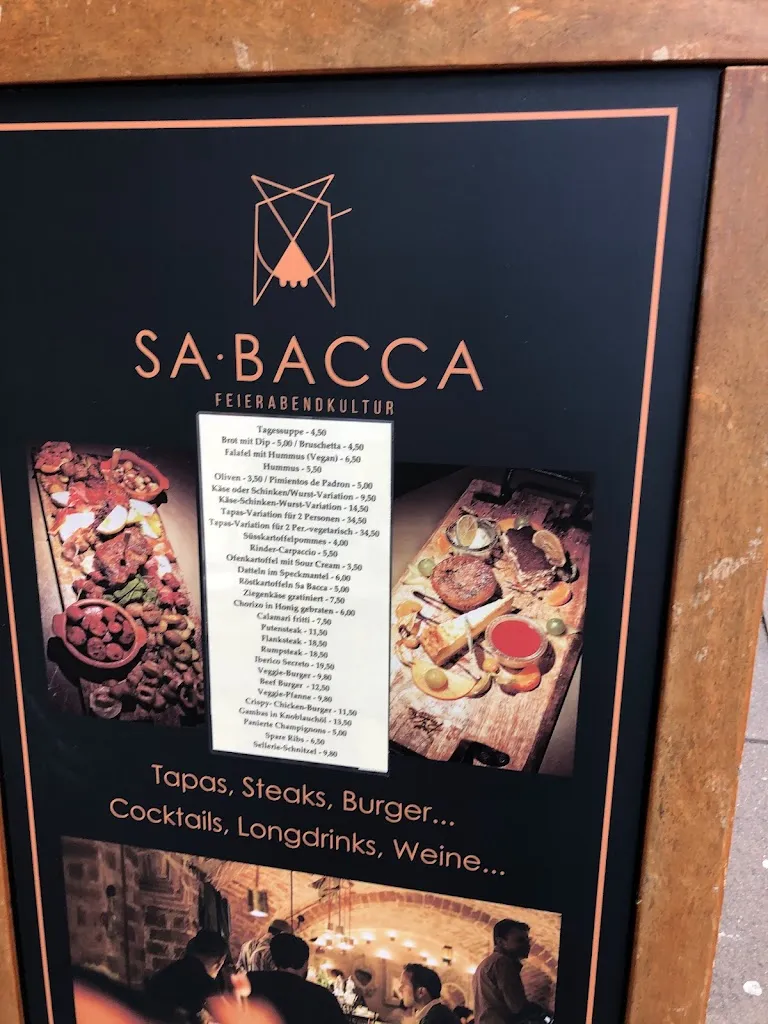 SA·BACCA
FEIERABENDKULTUR
Tagessuppe - 4,50
Brot mit Dip - 5,00 / Bruschetta - 4,50
Falafel mit Hummus (Vegan) - 6,50
Hummus - 5,50
Oliven - 3,50 / Pimientos de Padron - 5,00
Käse oder Schinken/Wurst-Variation - 9,50
Käse-Schinken-Wurst-Variation - 14,50
Tapas-Variation für 2 Personen - 34,50
Tapas-Variation für 2 Per.-vegetarisch - 34,50
Süsskartoffelpommes - 4,00
Rinder-Carpaccio - 5,50
Ofenkartoffel mit Sour Cream - 3,50
Datteln im Speckmantel - 6,00
Röstkartoffeln Sa Bacca - 5,00
Ziegenkäse gratiniert - 7,50
Chorizo in Honig gebraten - 6,00
Calamari fritti - 7,50
Putensteak - 11,50
Flanksteak - 18,50
Rumpsteak - 18,50
Iberico Secreto - 19,50
Veggie-Burger - 9,80
Beef Burger - 12,50
Veggie-Pfanne - 9,80
Crispy- Chicken-Burger - 11,50
Gambas in Knoblauchöl - 13,50
Panierte Champignons - 5,00
Spare Ribs - 6,50
Sellerie-Schnitzel - 9,80
Tapas, Steaks, Burger...
Cocktails, Longdrinks, Weine...